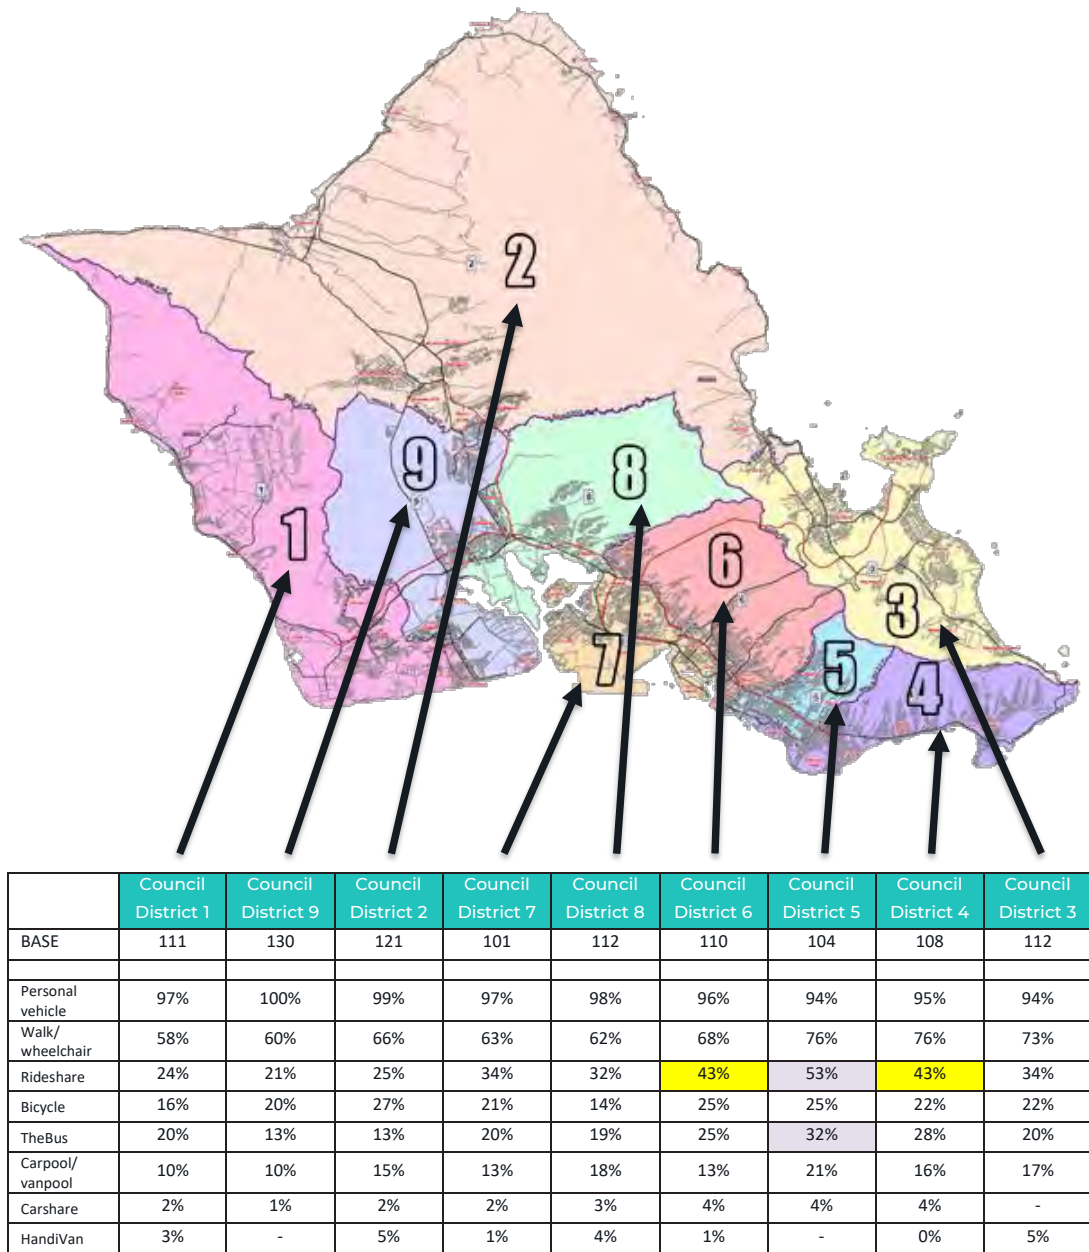 2
9
8
1
6
3
7
5
4
Council Council Council Council Council Council Council Council Council
District 1 District 9 District 2 District 7 District 8 District 6 District 5 District 4 District 3
BASE 111 130 121 101 112 110 104 108 112
Personal
vehicle 97% 100% 99% 97% 98% 96% 94% 95% 94%
Walk/
wheelchair 58% 60% 66% 63% 62% 68% 76% 76% 73%
Rideshare 24% 21% 25% 34% 32% 43% 53% 43% 34%
Bicycle 16% 20% 27% 21% 14% 25% 25% 22% 22%
TheBus 20% 13% 13% 20% 19% 25% 32% 28% 20%
Carpool/
vanpool 10% 10% 15% 13% 18% 13% 21% 16% 17%
Carshare 2% 1% 2% 2% 3% 4% 4% 4% -
HandiVan 3% - 5% 1% 4% 1% - 0% 5%